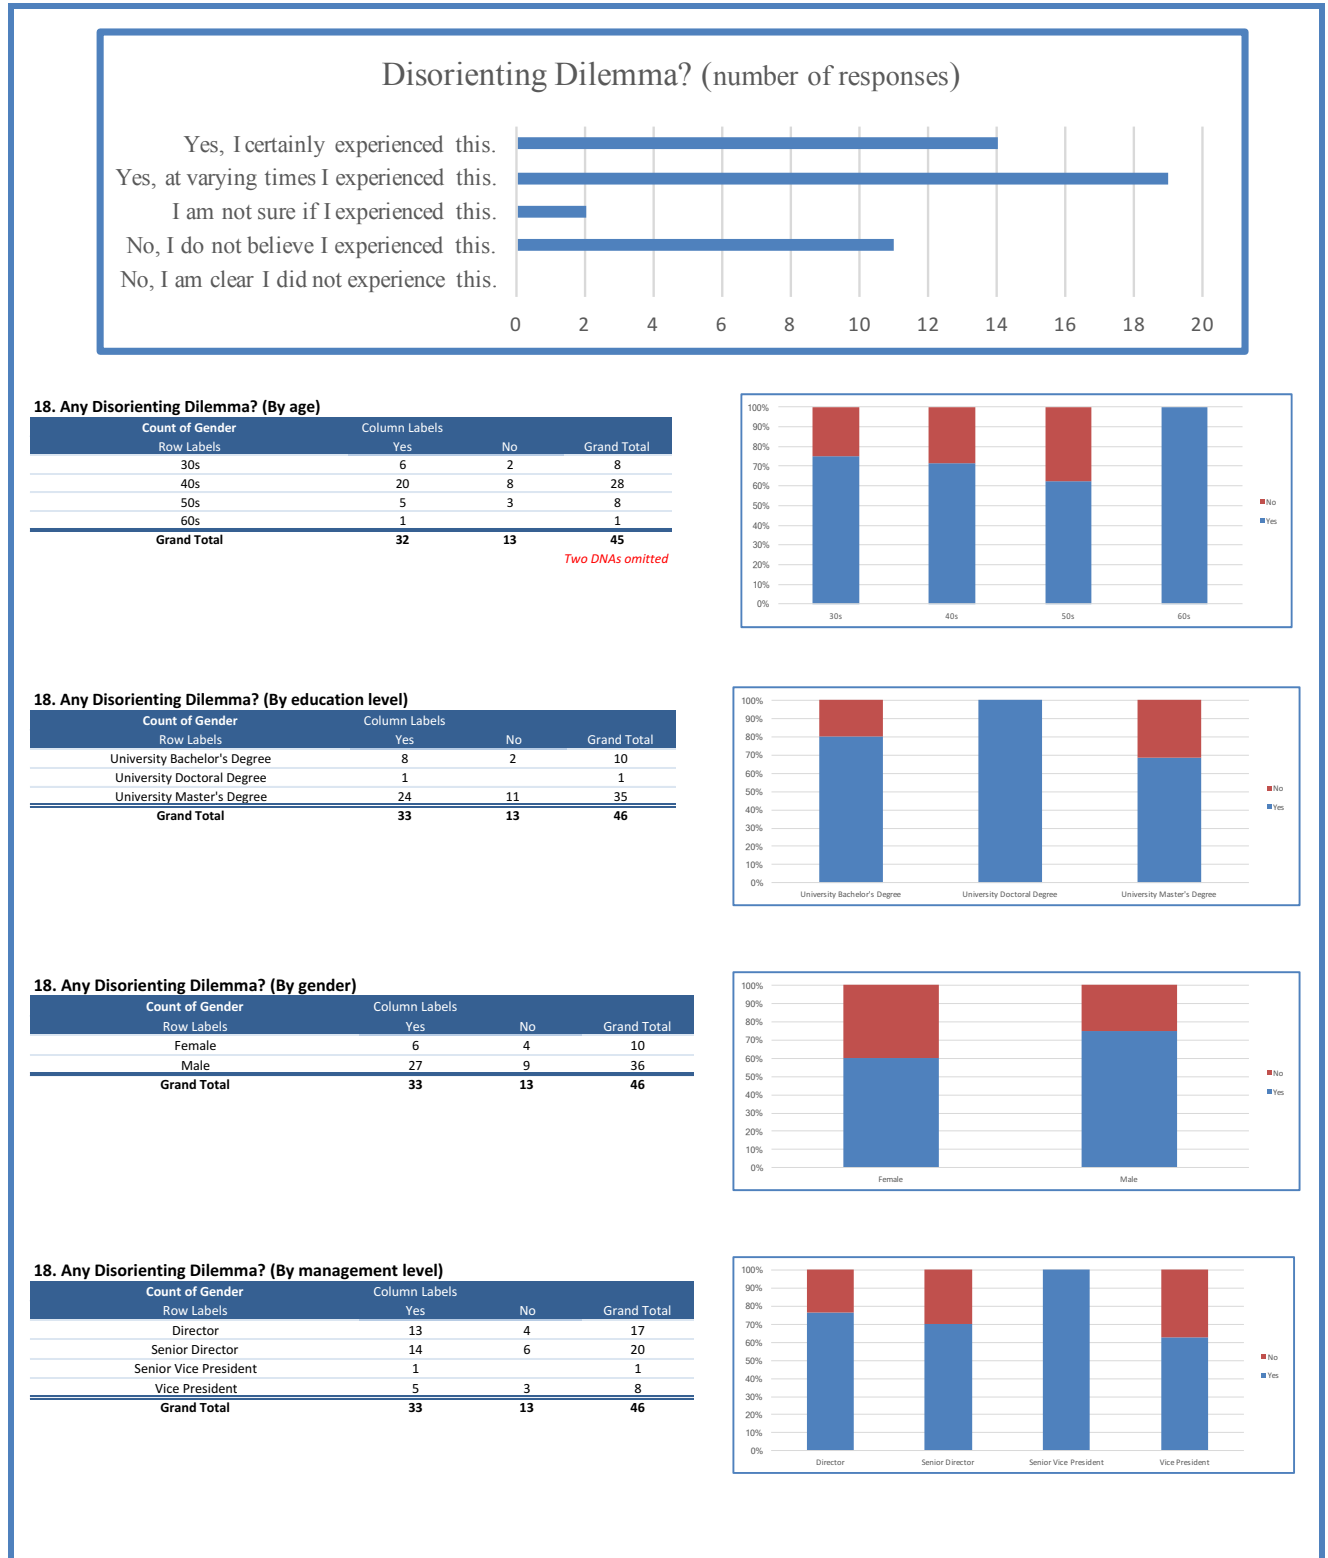 Disorienting Dilemma? (number of responses)
Yes, I certainly experienced this.
Yes, at varying times I experienced this.
I am not sure if I experienced this.
No, I do not believe I experienced this.
No, I am clear I did not experience this.
0 2 4 6 8 10 12 14 16 18 20
18. Any Disorienting Dilemma? (By age)
Count of Gender Column Labels
Row Labels Yes No Grand Total
30s 6 2 8
40s 20 8 28
50s 5 3 8
60s 1 1
Grand Total 32 13 45
Two DNAs omitted
100%
90%
80%
70%
60%
50%
40%
30%
20%
10%
0%
30s 40s 50s 60s
No
Yes
18. Any Disorienting Dilemma? (By education level)
Count of Gender Column Labels
Row Labels Yes No Grand Total
University Bachelor's Degree 8 2 10
University Doctoral Degree 1 1
University Master's Degree 24 11 35
Grand Total 33 13 46
100%
90%
80%
70%
60%
50%
40%
30%
20%
10%
0%
University Bachelor's Degree University Doctoral Degree University Master's Degree
No
Yes
18. Any Disorienting Dilemma? (By gender)
Count of Gender Column Labels
Row Labels Yes No Grand Total
Female 6 4 10
Male 27 9 36
Grand Total 33 13 46
100%
90%
80%
70%
60%
50%
40%
30%
20%
10%
0%
Female Male
No
Yes
18. Any Disorienting Dilemma? (By management level)
Count of Gender Column Labels
Row Labels Yes No Grand Total
Director 13 4 17
Senior Director 14 6 20
Senior Vice President 1 1
Vice President 5 3 8
Grand Total 33 13 46
100%
90%
80%
70%
60%
50%
40%
30%
20%
10%
0%
Director Senior Director Senior Vice President Vice President
No
Yes